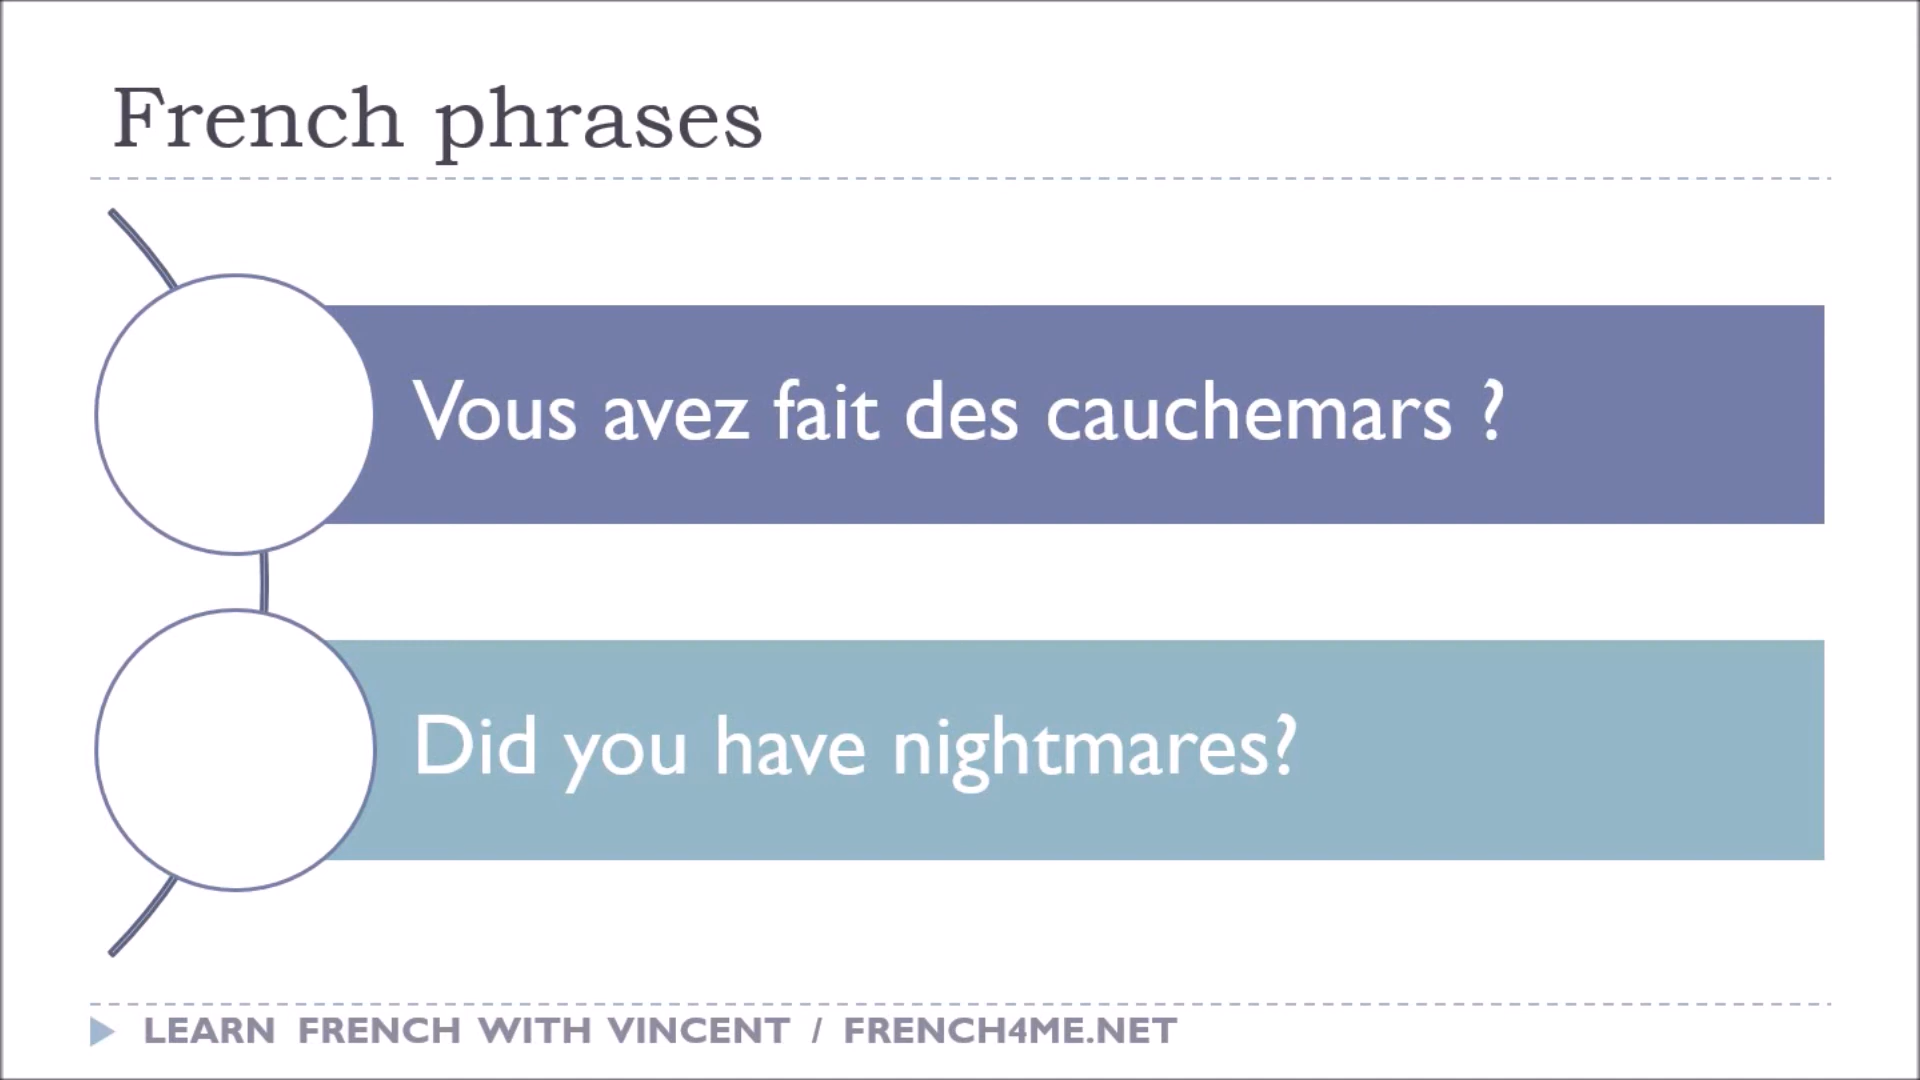 French phrases
Vous avez fait des cauchemars ?
Did you have nightmares?
LEARN FRENCH WITH VINCENT / FRENCH4ME.NET